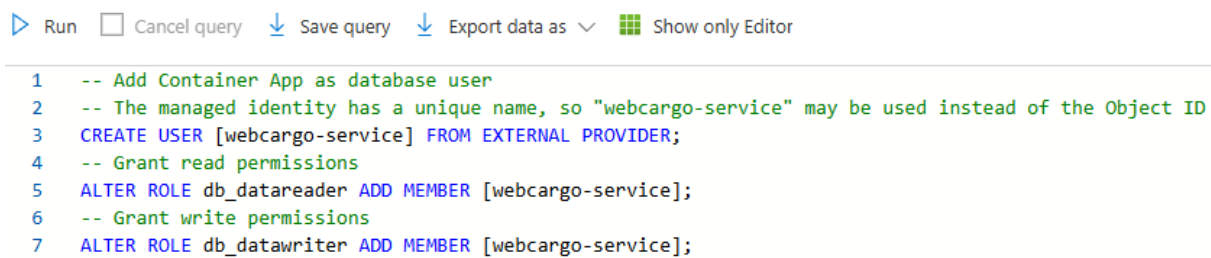 Run Cancel query Save query Export data as Show only Editor
1 -- Add Container App as database user
2 -- The managed identity has a unique name, so "webcargo-service" may be used instead of the Object ID
3 CREATE USER [webcargo-service] FROM EXTERNAL PROVIDER;
4 -- Grant read permissions
5 ALTER ROLE db_datareader ADD MEMBER [webcargo-service];
6 -- Grant write permissions
7 ALTER ROLE db_datawriter ADD MEMBER [webcargo-service];